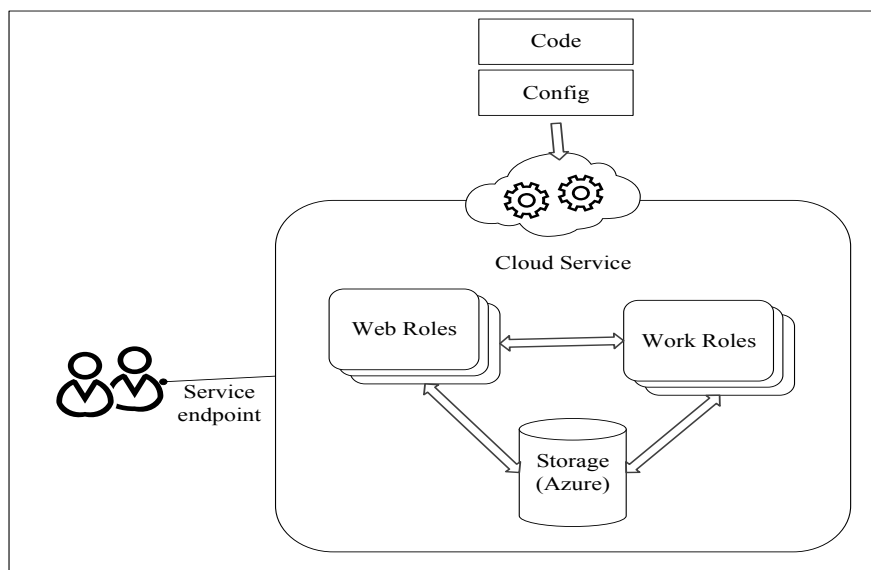 Code
Config
Cloud Service
Web Roles
Work Roles
Service
endpoint
Storage
(Azure)